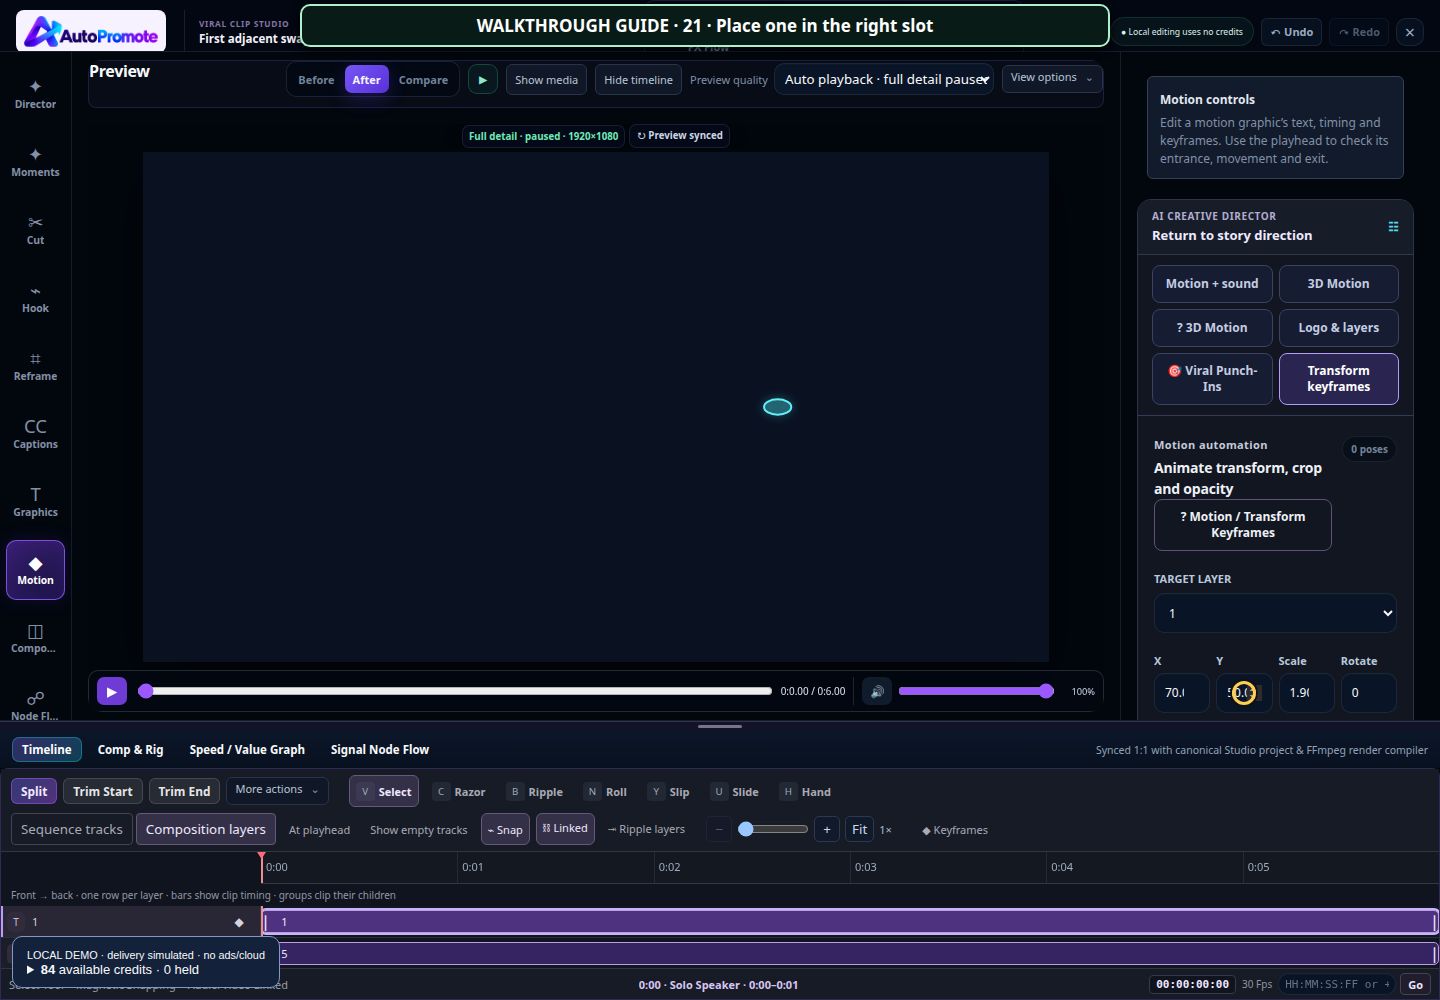 AutoPromote
VIRAL CLIP STUDIO
First adjacent swa
WALKTHROUGH GUIDE · 21 · Place one in the right slot
● Local editing uses no credits
↶ Undo
↷ Redo
✕
Preview
Before
After
Compare
▶
Show media
Hide timeline
Preview quality
Auto playback · full detail paused
View options
Full detail · paused · 1920×1080
↻ Preview synced
Director
Moments
Cut
Hook
Reframe
CC
Captions
T
Graphics
Motion
Compo...
Node Fl...
Motion controls
Edit a motion graphic's text, timing and
keyframes. Use the playhead to check its
entrance, movement and exit.
AI CREATIVE DIRECTOR
Return to story direction
Motion + sound
3D Motion
? 3D Motion
Logo & layers
🎯 Viral Punch-
Ins
Transform
keyframes
Motion automation
0 poses
Animate transform, crop
and opacity
? Motion / Transform
Keyframes
TARGET LAYER
1
X
Y
Scale
Rotate
70.
1.9
0
0:0.00 / 0:6.00
100%
Timeline
Comp & Rig
Speed / Value Graph
Signal Node Flow
Synced 1:1 with canonical Studio project & FFmpeg render compiler
Split
Trim Start
Trim End
More actions
V Select
C Razor
B Ripple
N Roll
Y Slip
U Slide
H Hand
Sequence tracks
Composition layers
At playhead
Show empty tracks
Snap
Linked
⇥ Ripple layers
−
+
Fit
1×
◆ Keyframes
0:00
0:01
0:02
0:03
0:04
0:05
Front → back · one row per layer · bars show clip timing · groups clip their children
T 1
1
5
LOCAL DEMO · delivery simulated · no ads/cloud
▶ 84 available credits · 0 held
0:00 · Solo Speaker · 0:00–0:01
00:00:00:00
30 Fps
HH:MM:SS:FF or +
Go